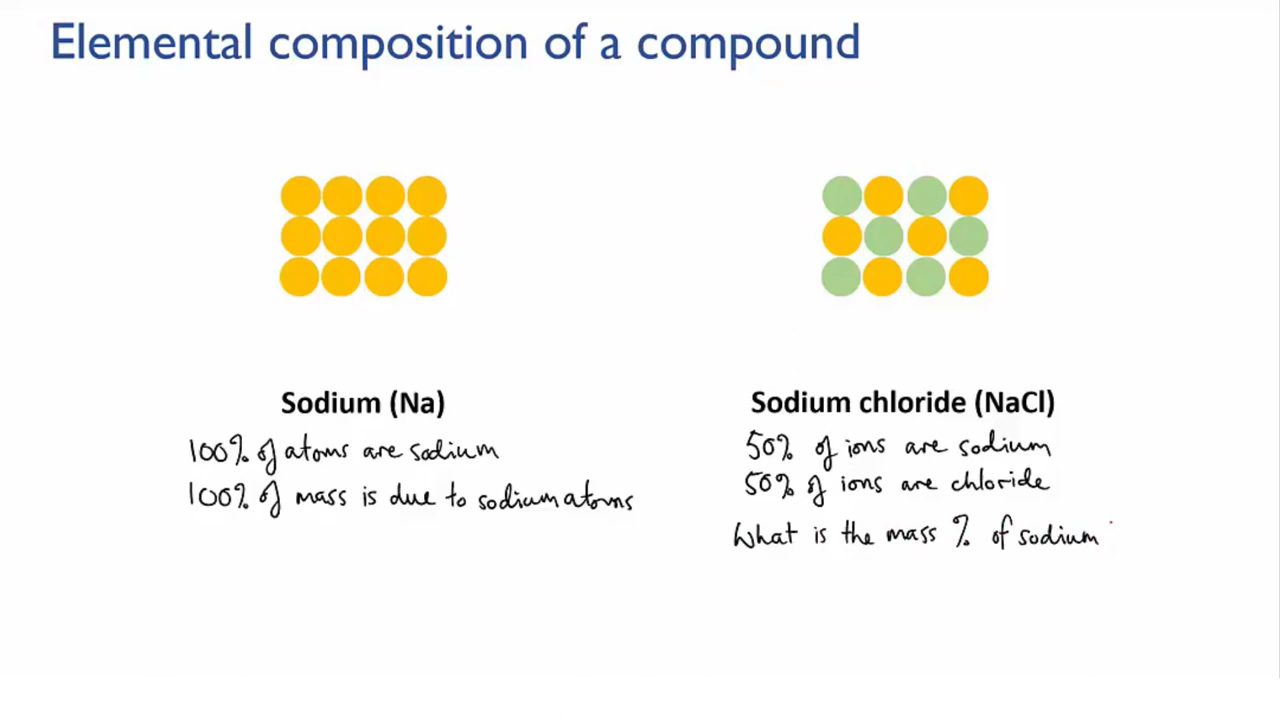 Elemental composition of a compound
Sodium (Na)
100% of atoms are sodium
100% of mass is due to sodium atoms
Sodium chloride (NaCl)
50% of ions are sodium
50% of ions are chloride
What is the mass % of sodium